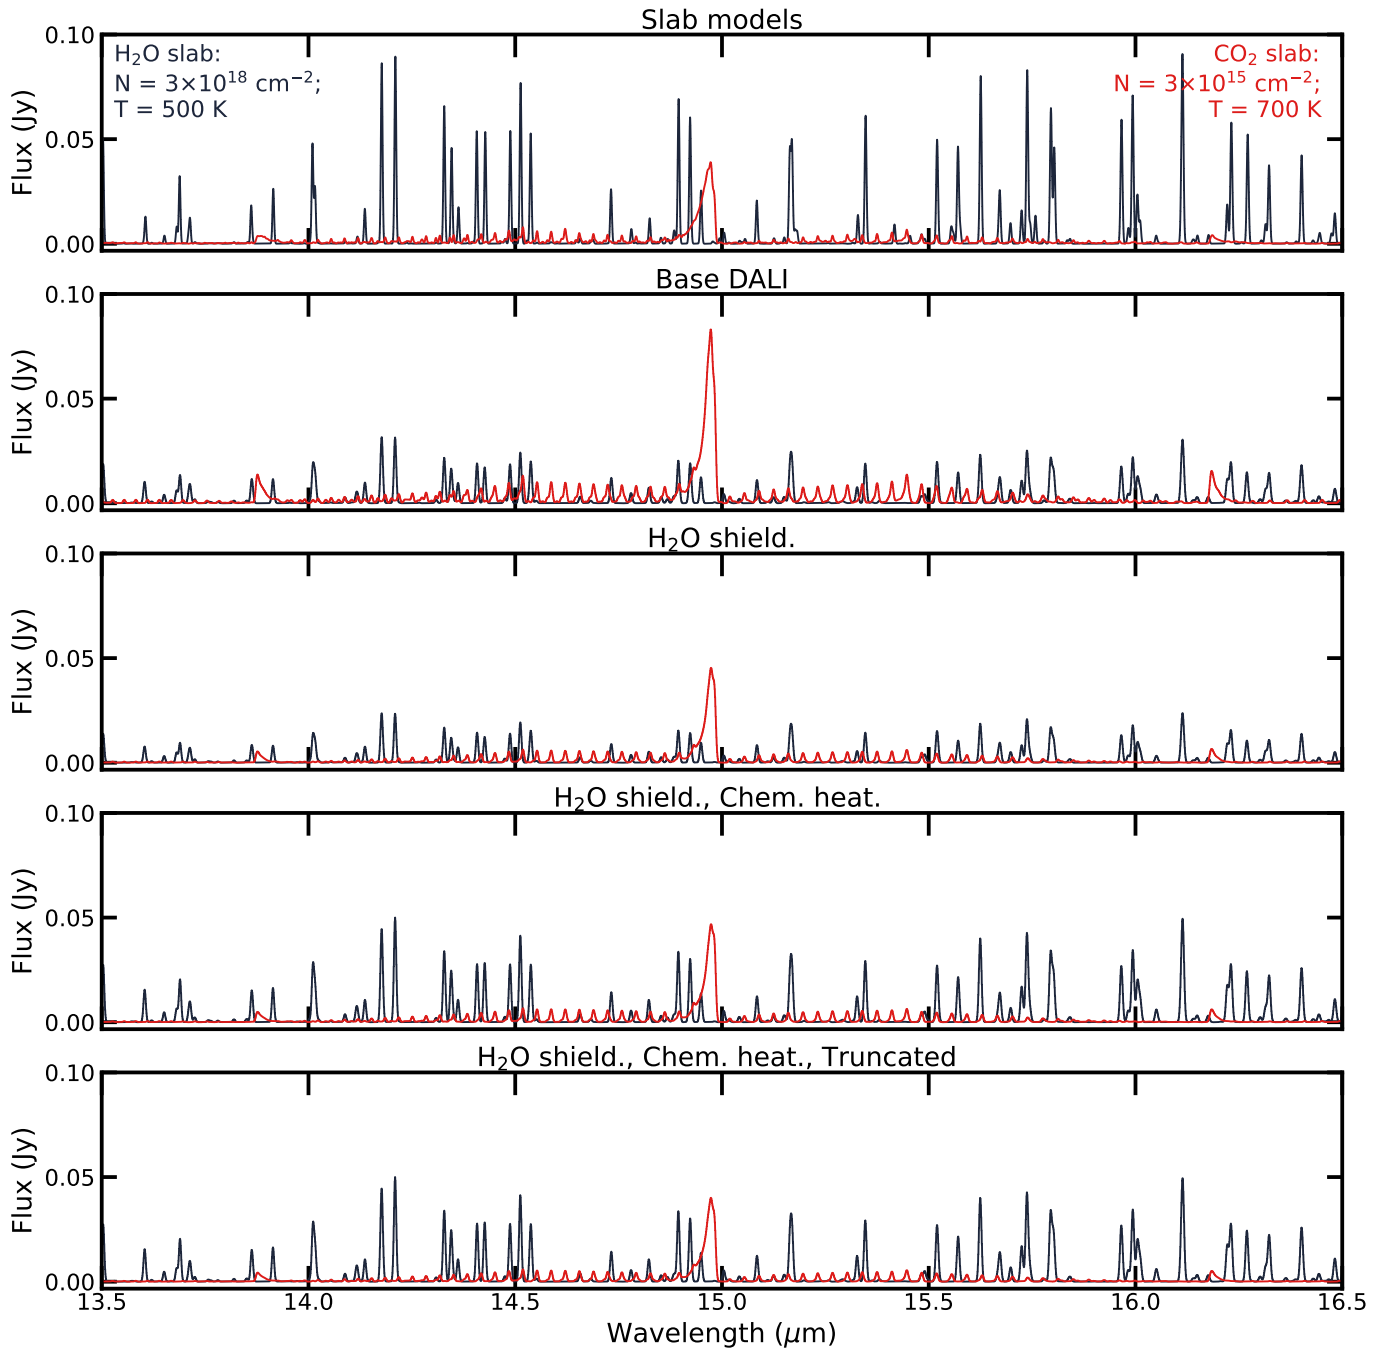 Slab models
0.10
H₂O slab:
N = 3×10¹⁸ cm⁻²;
T = 500 K
CO₂ slab:
N = 3×10¹⁵ cm⁻²;
T = 700 K
0.05
0.00
Flux (Jy)
Base DALI
0.10
0.05
0.00
Flux (Jy)
H₂O shield.
0.10
0.05
0.00
Flux (Jy)
H₂O shield., Chem. heat.
0.10
0.05
0.00
Flux (Jy)
H₂O shield., Chem. heat., Truncated
0.10
0.05
0.00
Flux (Jy)
13.5 14.0 14.5 15.0 15.5 16.0 16.5
Wavelength (μm)